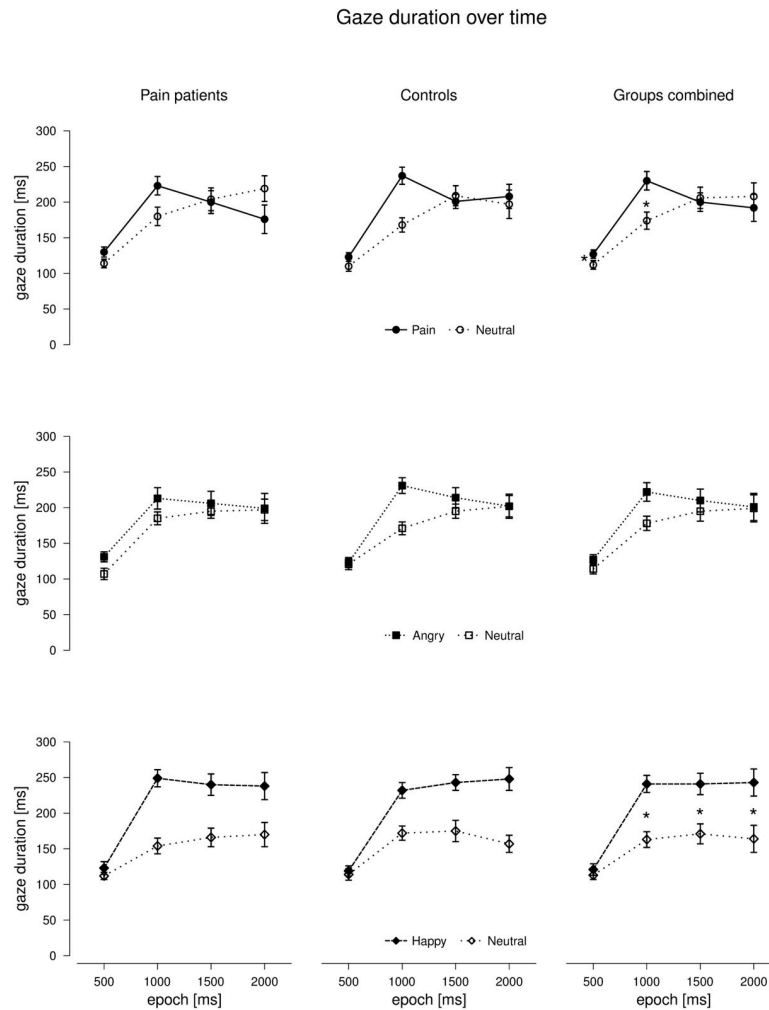 Gaze duration over time
Pain patients
Controls
Groups combined
gaze duration [ms]
300
250
200
150
100
50
0
*
*
Pain
Neutral
gaze duration [ms]
300
250
200
150
100
50
0
Angry
Neutral
gaze duration [ms]
300
250
200
150
100
50
0
* * *
Happy
Neutral
500 1000 1500 2000
500 1000 1500 2000
500 1000 1500 2000
epoch [ms]
epoch [ms]
epoch [ms]